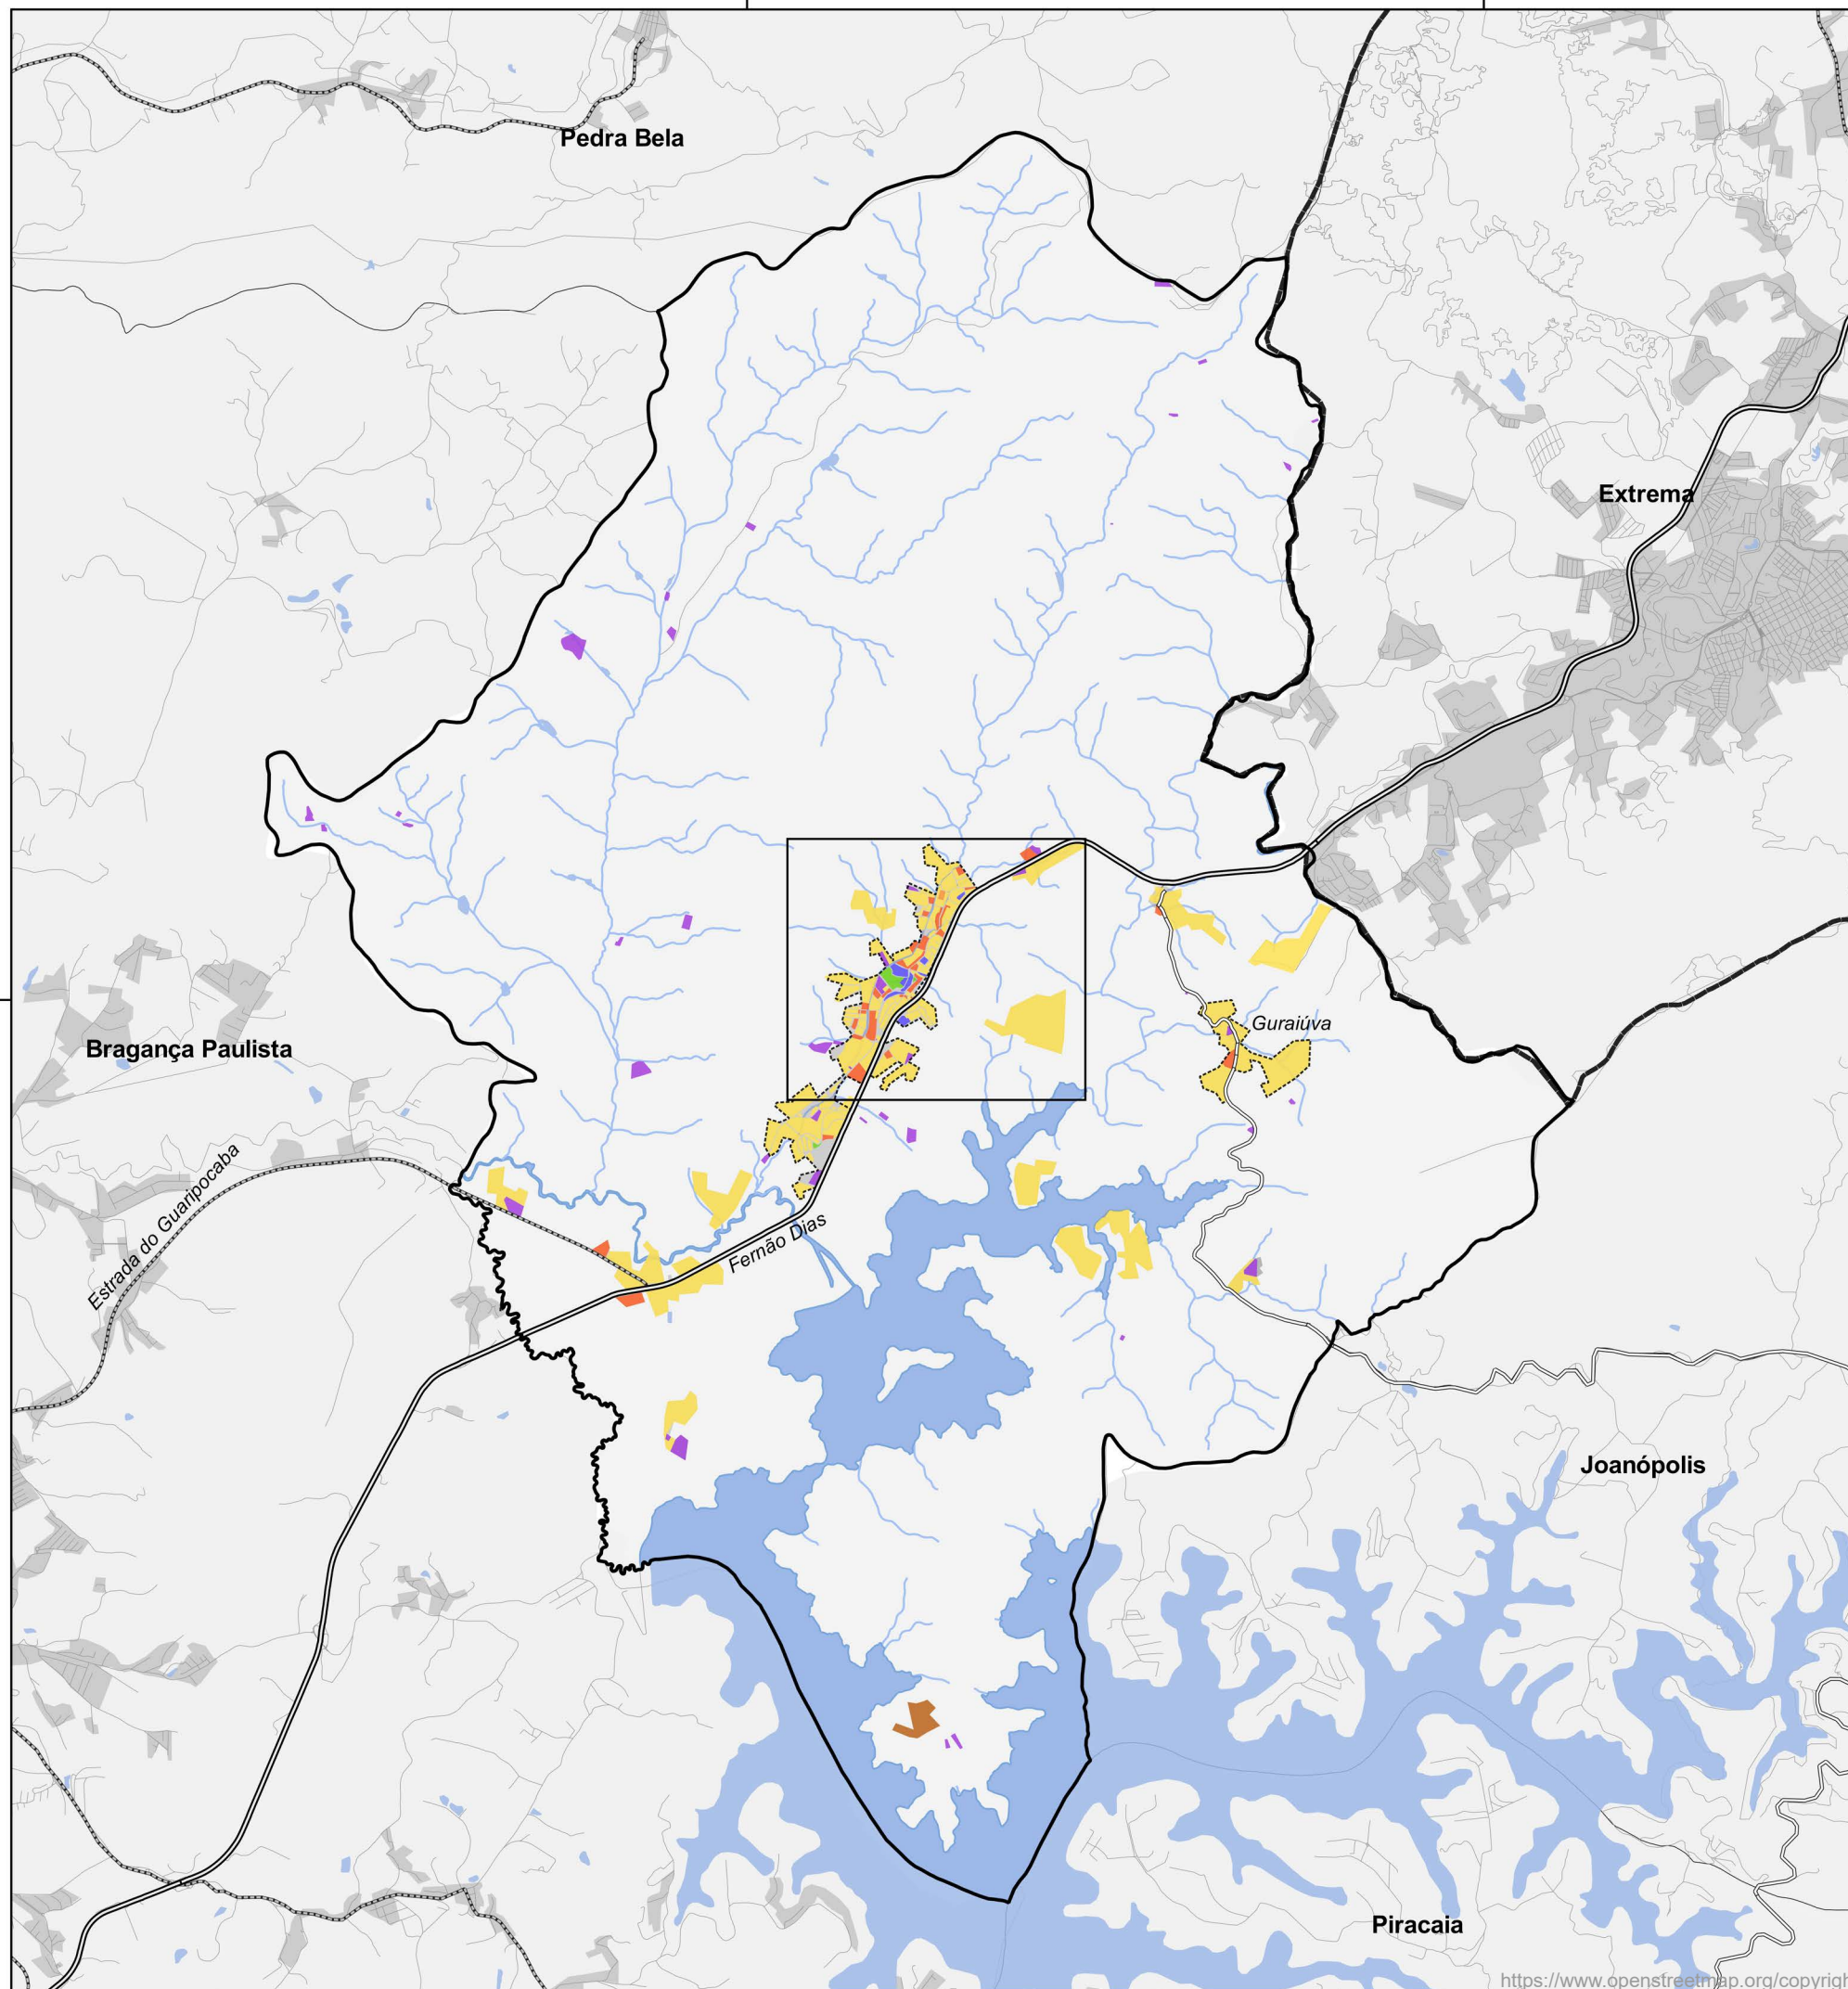 Pedra Bela
Extrema
Guraiúva
Bragança Paulista
Estrada do Guaripocaba
Fernão Dias
Joanópolis
Piracaia
https://www.openstreetmap.org/copyrigh